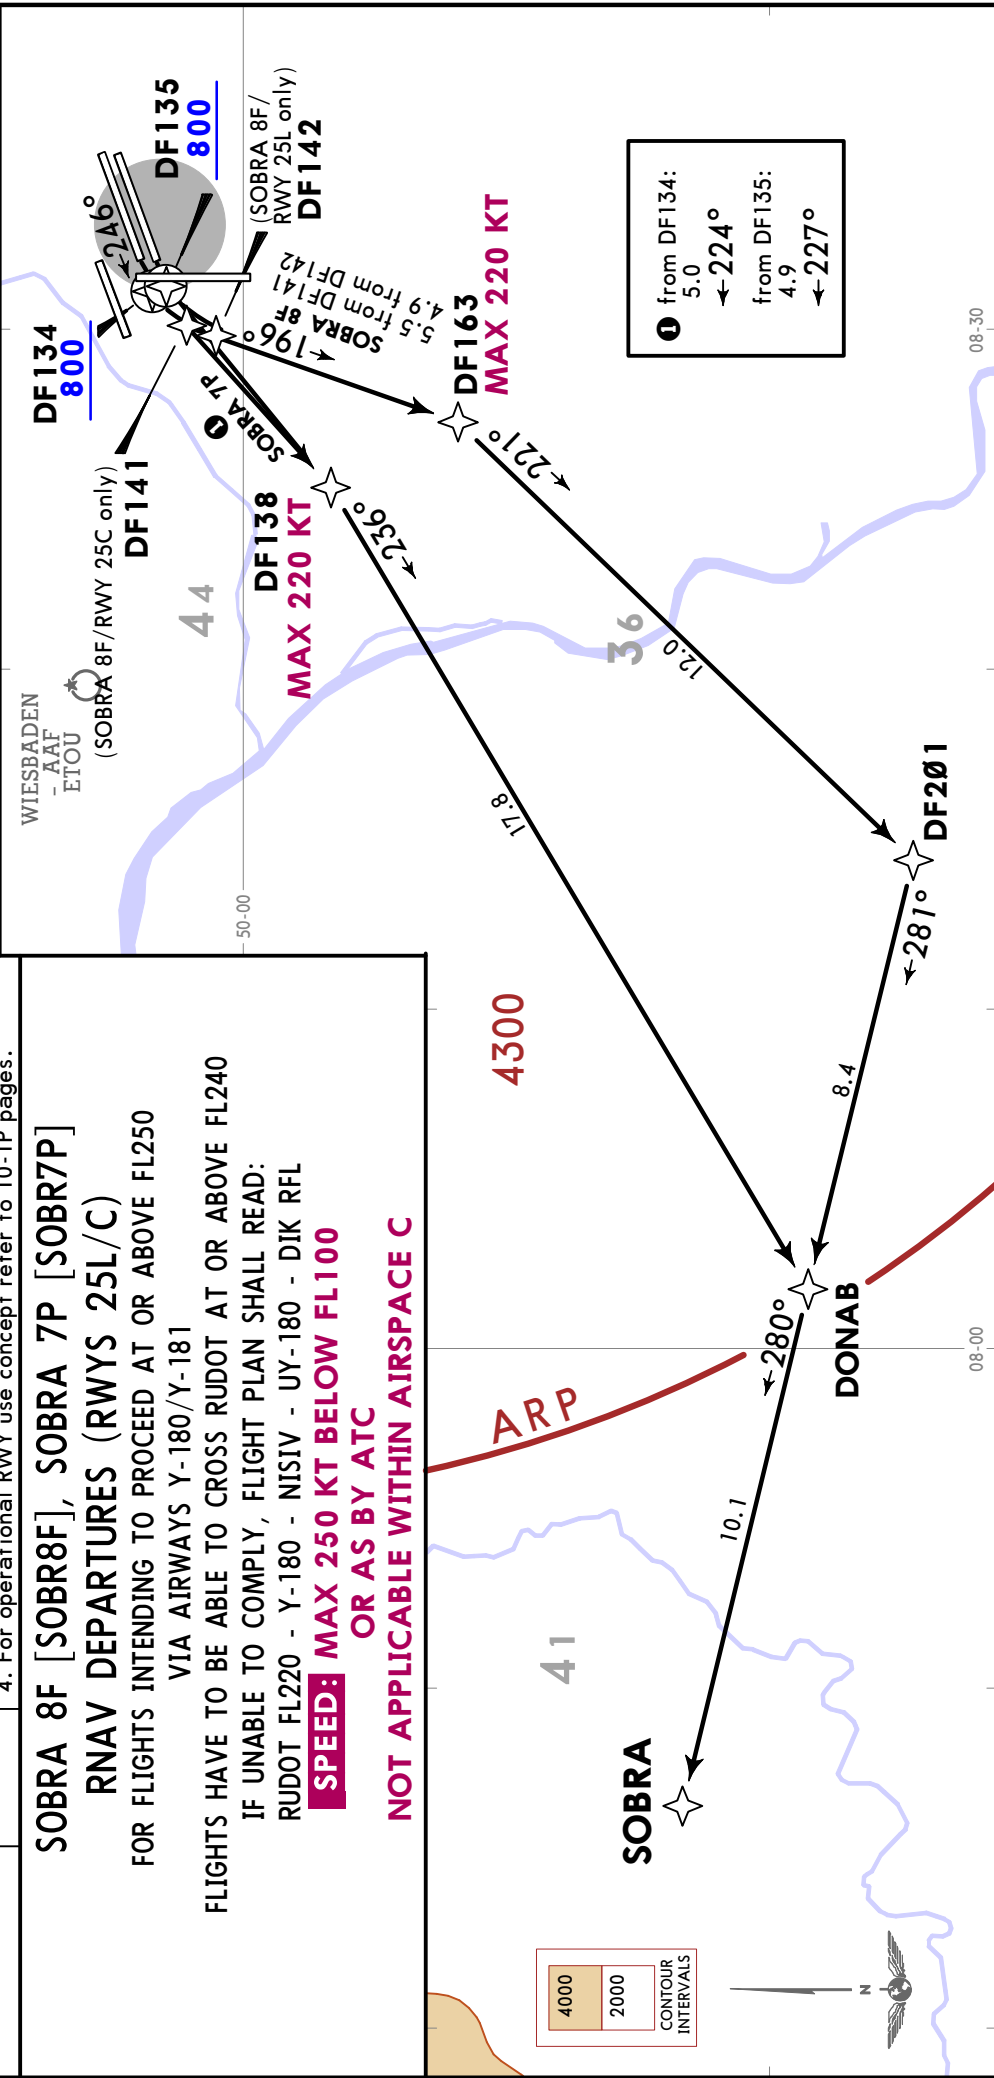 4. For operational RWY use concept refer to 10-1P pages.
SOBRA 8F [SOBR8F], SOBRA 7P [SOBR7P]
RNAV DEPARTURES (RWYS 25L/C)
FOR FLIGHTS INTENDING TO PROCEED AT OR ABOVE FL250
VIA AIRWAYS Y-180/Y-181
FLIGHTS HAVE TO BE ABLE TO CROSS RUDOT AT OR ABOVE FL240
IF UNABLE TO COMPLY, FLIGHT PLAN SHALL READ:
RUDOT FL220 - Y-180 - NISIV - UY-180 - DIK RFL
SPEED: MAX 250 KT BELOW FL100
OR AS BY ATC
NOT APPLICABLE WITHIN AIRSPACE C
WIESBADEN
- AAF
ETOU
(SOBRA 8F/RWY 25C only)
DF141
DF134
800
DF135
800
246°
(SOBRA 8F/
RWY 25L only)
DF142
44
50-00
SOBRA 7P
1
DF138
MAX 220 KT
196°
SOBRA 8F
5.5 from DF141
4.9 from DF142
DF163
MAX 220 KT
236°
221°
17.8
36
12.0
1 from DF134:
5.0
224°
from DF135:
4.9
227°
08-30
4300
DF2Ø1
281°
8.4
DONAB
280°
08-00
ARP
10.1
41
SOBRA
4000
2000
CONTOUR
INTERVALS
N